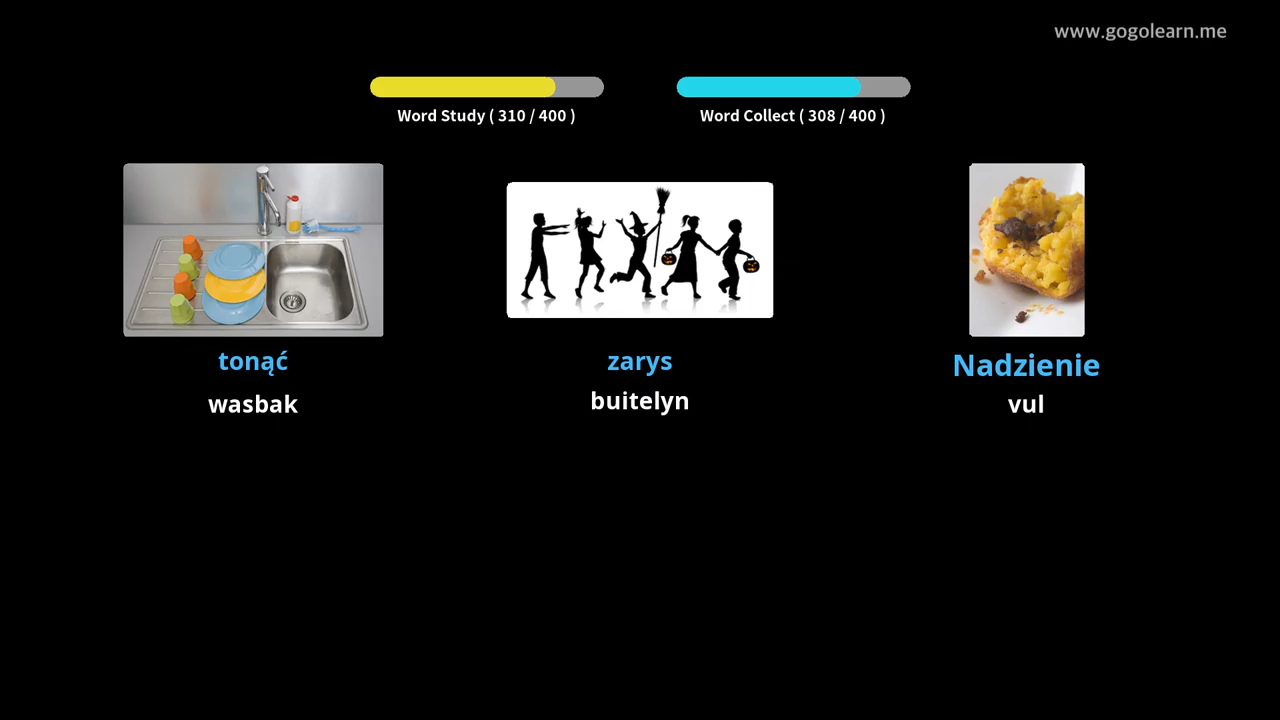 www.gogolearn.me
Word Study ( 310 / 400 )
Word Collect ( 308 / 400 )
tonąć
wasbak
zarys
buitelyn
Nadzienie
vul